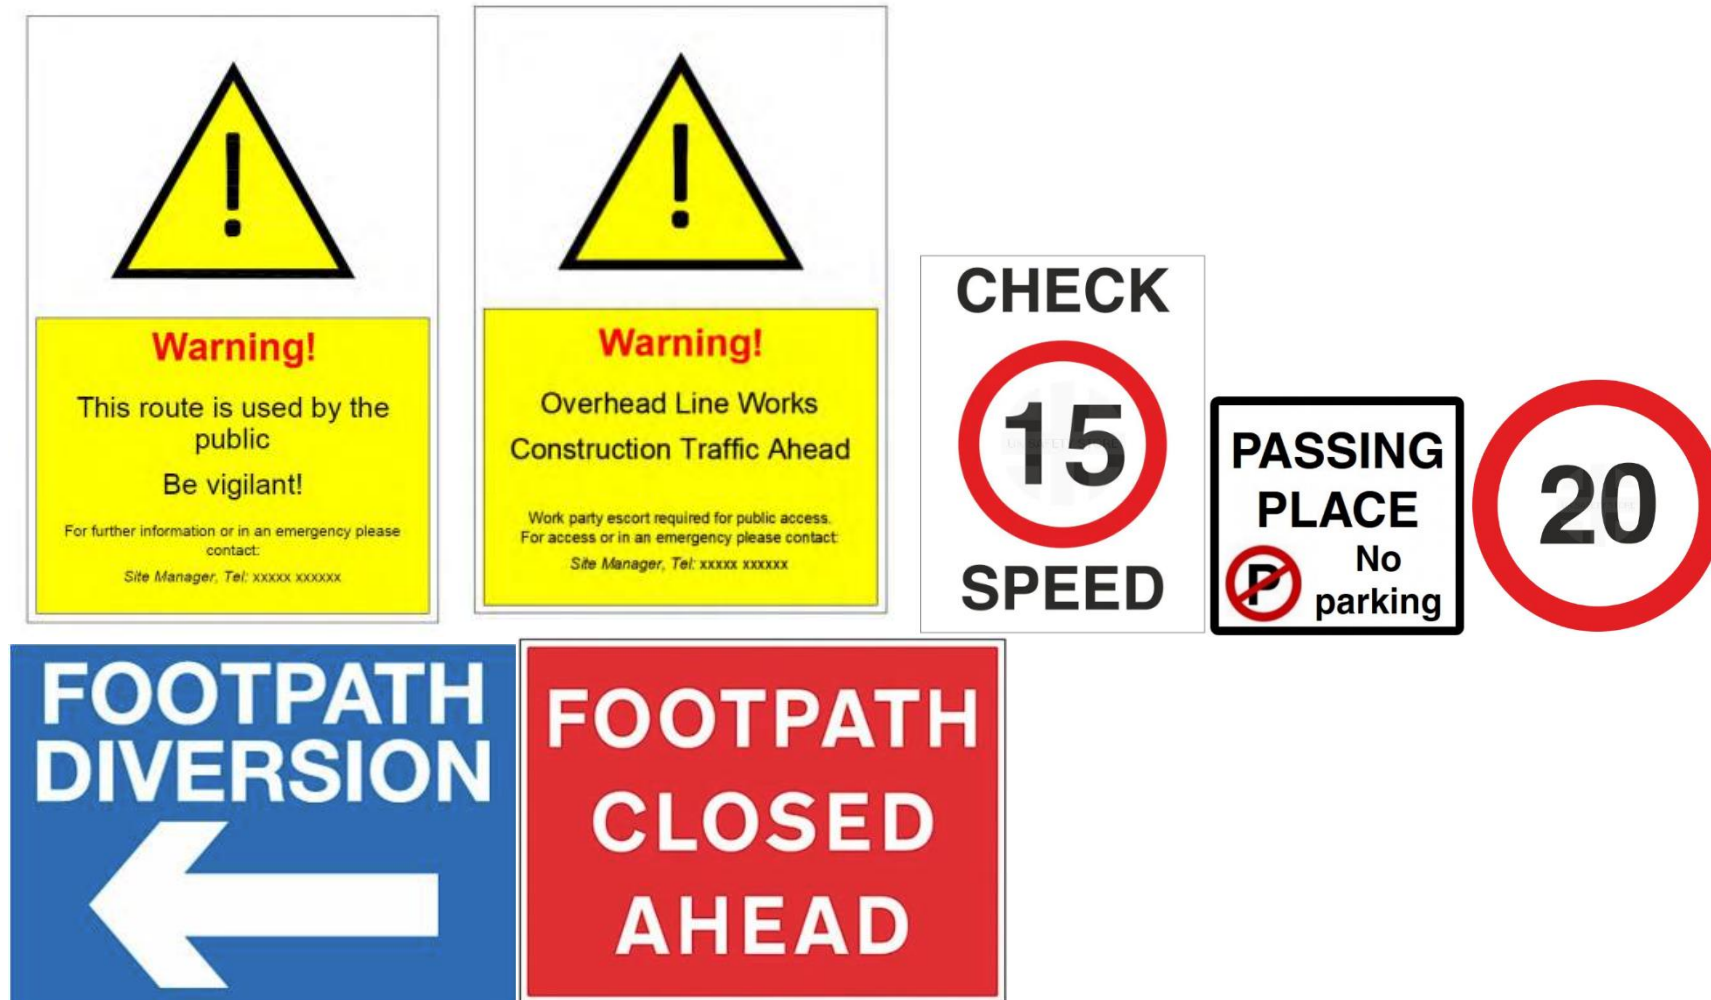 !
Warning!
This route is used by the
public
Be vigilant!
For further information or in an emergency please
contact:
Site Manager, Tel: xxxxx xxxxxx
!
Warning!
Overhead Line Works
Construction Traffic Ahead
Work party escort required for public access.
For access or in an emergency please contact:
Site Manager, Tel: xxxxx xxxxxx
CHECK
15
SPEED
PASSING
PLACE
P
No
parking
20
FOOTPATH
DIVERSION
FOOTPATH
CLOSED
AHEAD